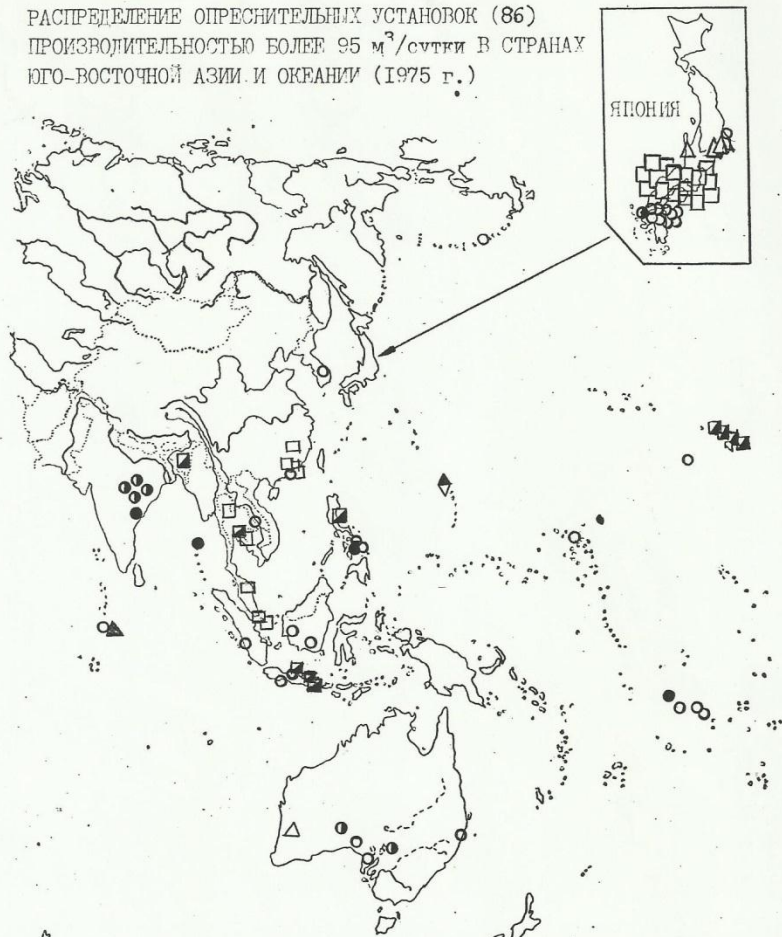 РАСПРЕДЕЛЕНИЕ ОПРЕСНИТЕЛЬНЫХ УСТАНОВОК (86)
ПРОИЗВОДИТЕЛЬНОСТЬЮ БОЛЕЕ 95 м³/сутки В СТРАНАХ
ЮГО-ВОСТОЧНОЙ АЗИИ И ОКЕАНИИ (1975 г.)
ЯПОНИЯ